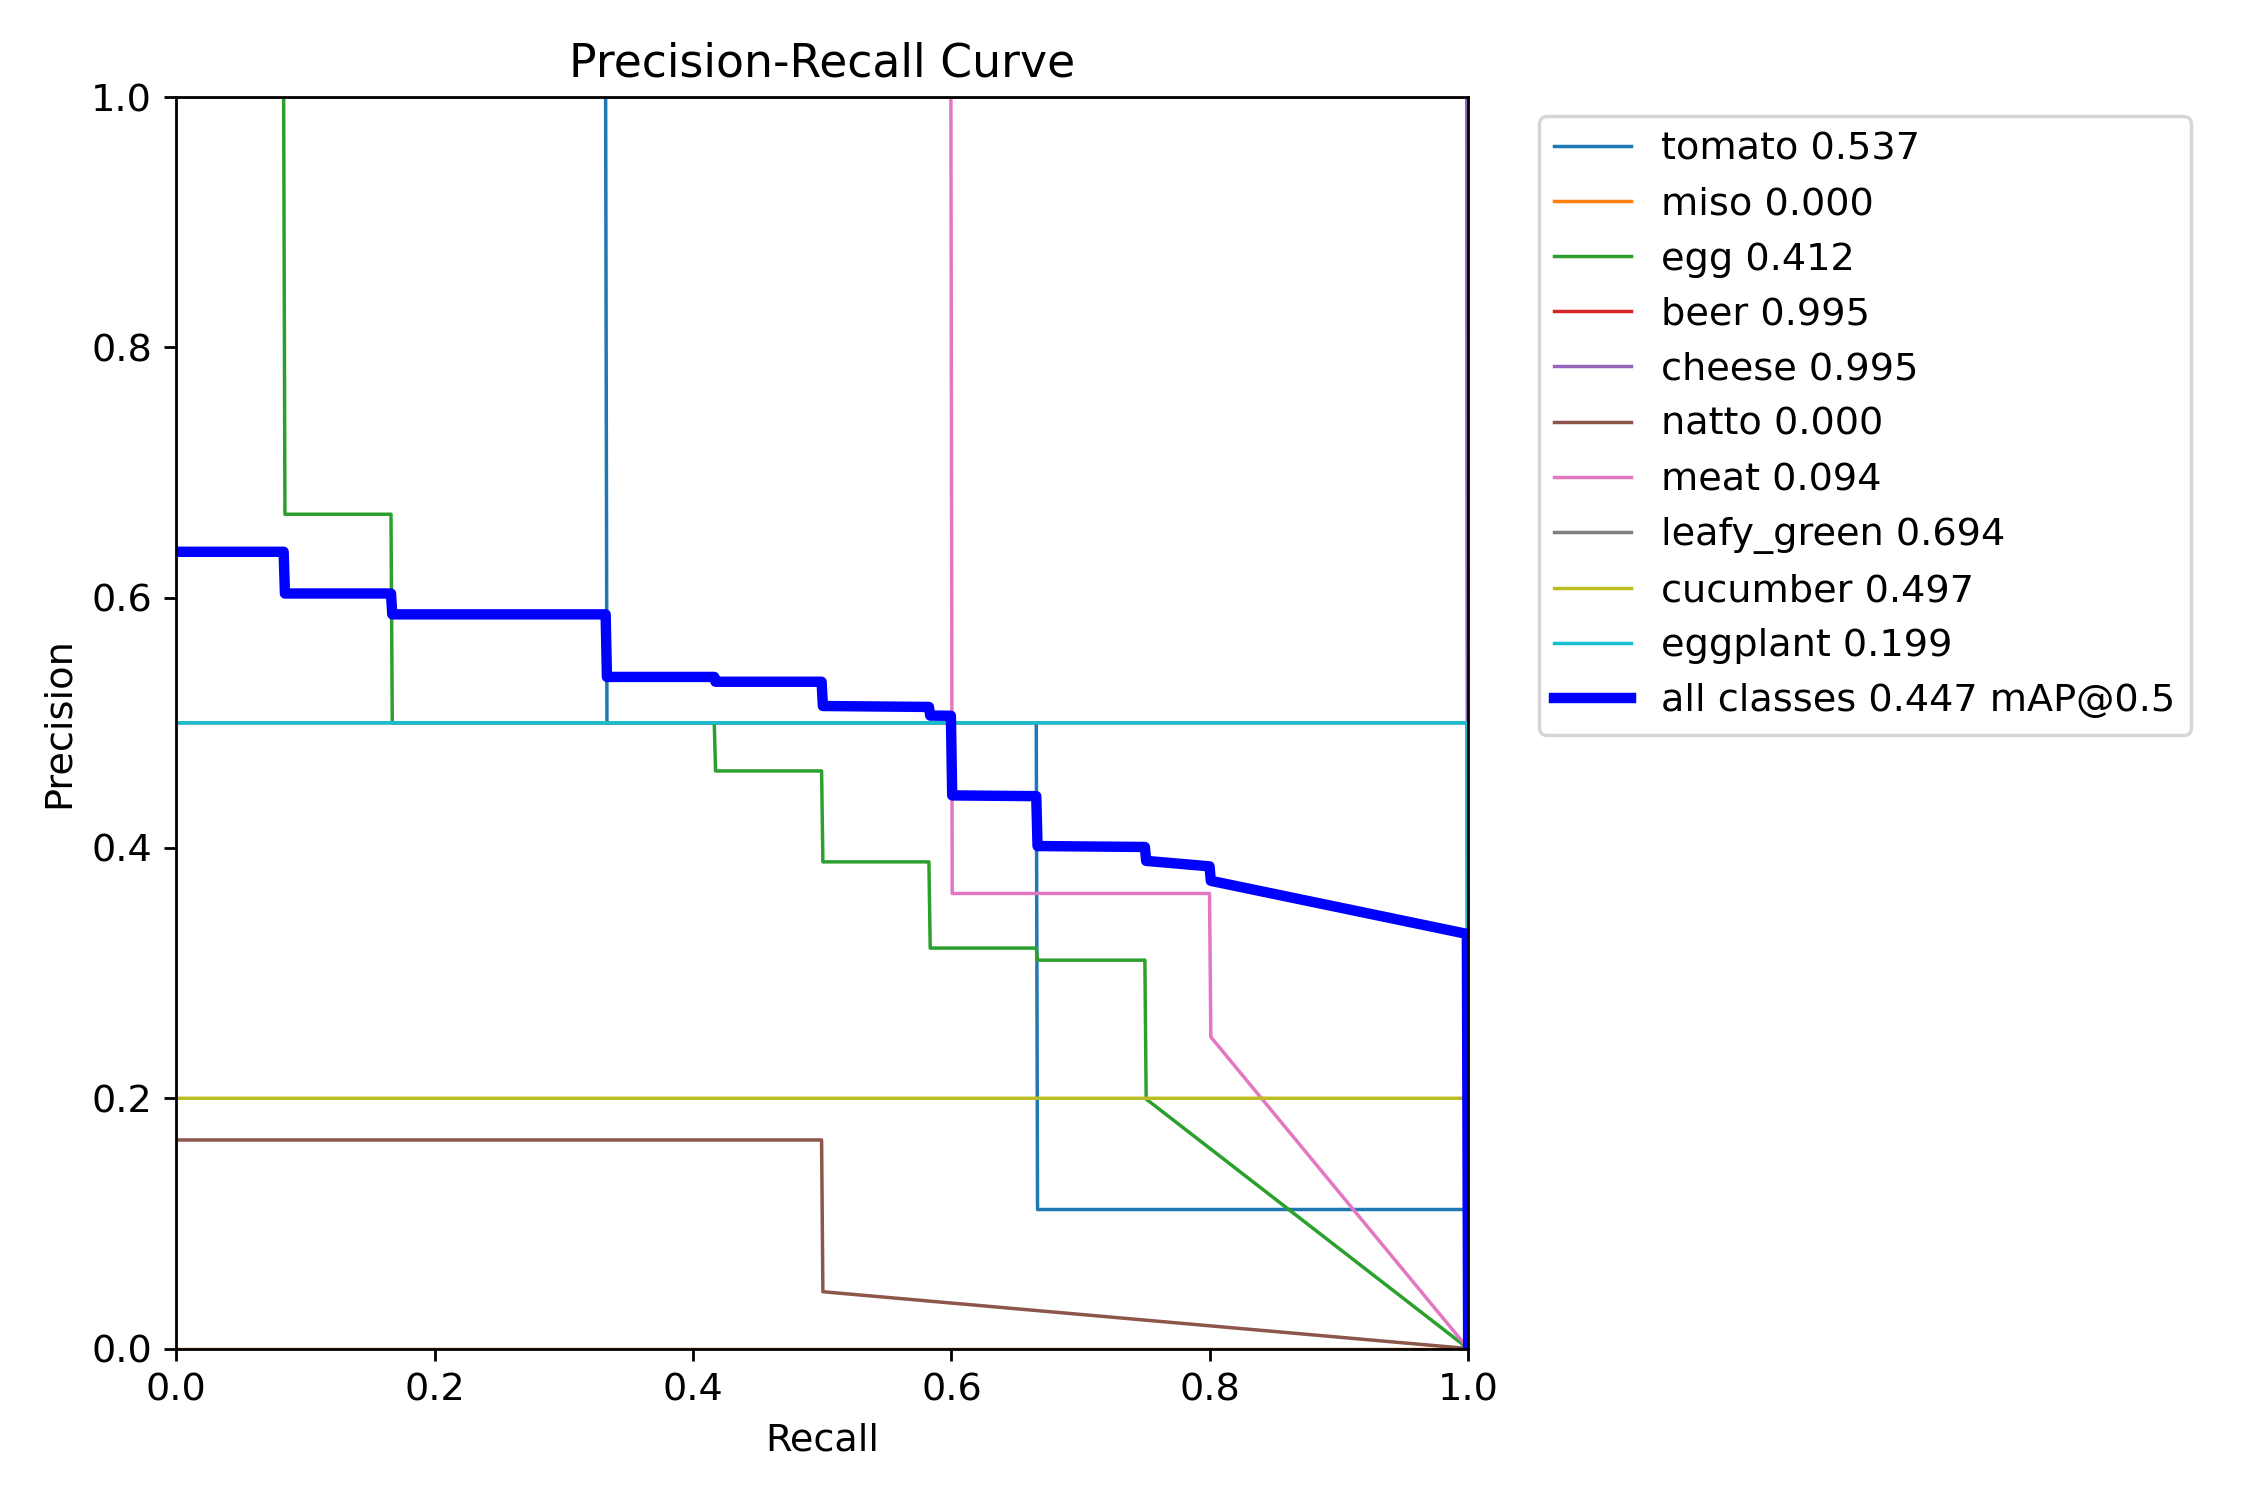 Precision-Recall Curve
1.0
0.8
0.6
0.4
0.2
0.0
Precision
0.0 0.2 0.4 0.6 0.8 1.0
Recall
tomato 0.537
miso 0.000
egg 0.412
beer 0.995
cheese 0.995
natto 0.000
meat 0.094
leafy_green 0.694
cucumber 0.497
eggplant 0.199
all classes 0.447 mAP@0.5